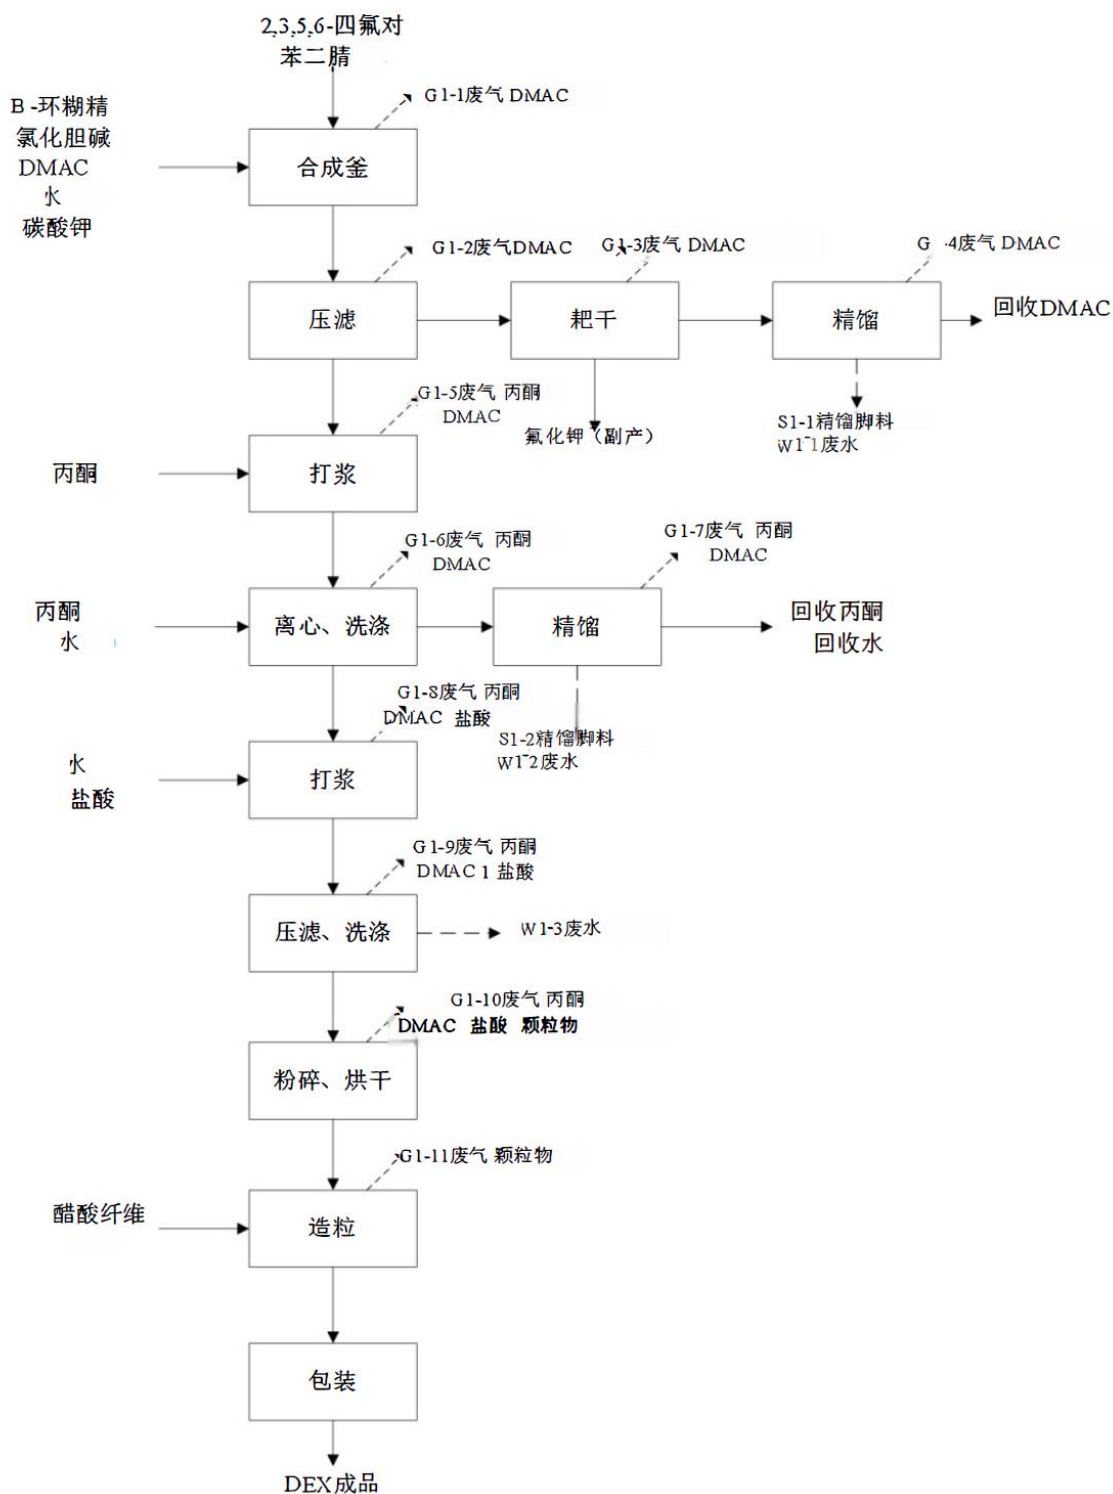 2,3,5,6-四氟对
苯二腈
G1-1废气 DMAC
B -环糊精
氯化胆碱
DMAC
水
碳酸钾
合成釜
G1-2废气DMAC
G1-3废气 DMAC
G -4废气 DMAC
压滤
耙干
精馏
回收DMAC
G1-5废气 丙酮
DMAC
氟化钾（副产）
S1-1精馏脚料
W1-1废水
丙酮
打浆
G1-6废气 丙酮
DMAC
G1-7废气 丙酮
DMAC
丙酮
水
离心、洗涤
精馏
回收丙酮
回收水
G1-8废气 丙酮
DMAC 盐酸
S1-2精馏脚料
W1-2废水
水
盐酸
打浆
G1-9废气 丙酮
DMAC 1 盐酸
压滤、洗涤
W1-3废水
G1-10废气 丙酮
DMAC 盐酸 颗粒物
粉碎、烘干
G1-11废气 颗粒物
醋酸纤维
造粒
包装
DEX成品